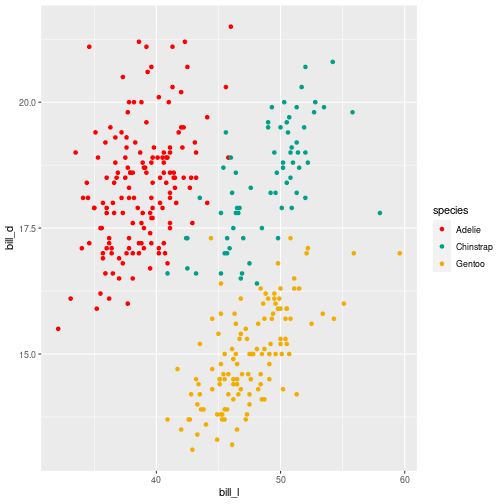 20.0
17.5
15.0
bill_d
40
50
60
bill_l
species
Adelie
Chinstrap
Gentoo